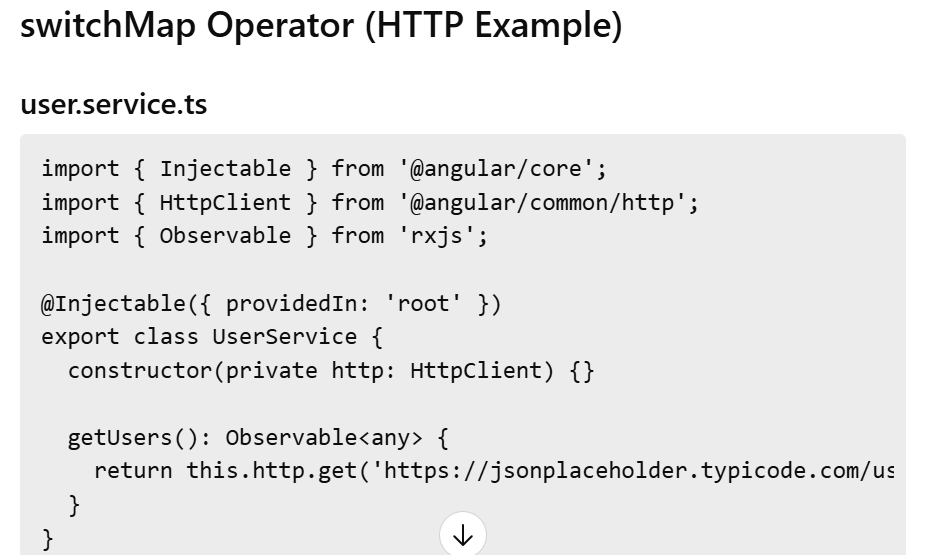 switchMap Operator (HTTP Example)
user.service.ts
import { Injectable } from '@angular/core';
import { HttpClient } from '@angular/common/http';
import { Observable } from 'rxjs';
@Injectable({ providedIn: 'root' })
export class UserService {
  constructor(private http: HttpClient) {}
  getUsers(): Observable<any> {
    return this.http.get('https://jsonplaceholder.typicode.com/us
  }
}